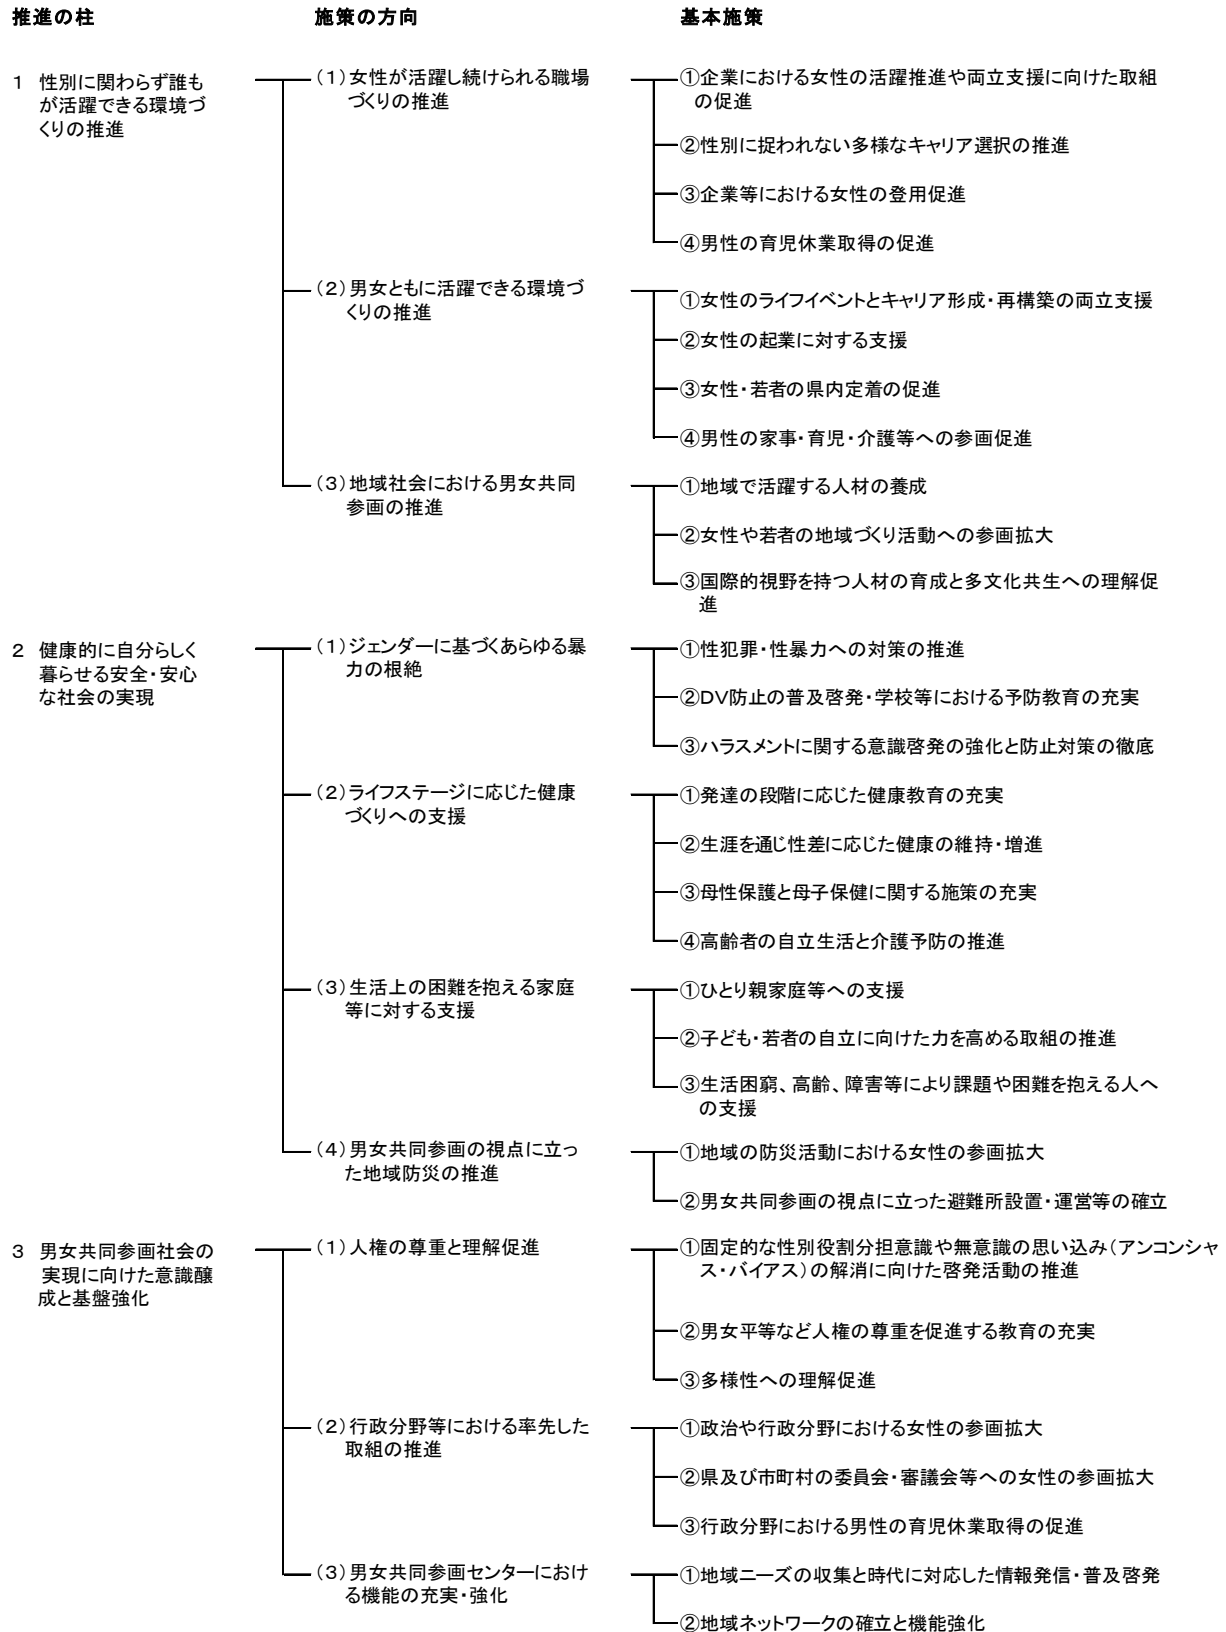 推進の柱 施策の方向 基本施策
1 性別に関わらず誰も
が活躍できる環境づ
くりの推進
(1)女性が活躍し続けられる職場
づくりの推進
①企業における女性の活躍推進や両立支援に向けた取組
の促進
②性別に捉われない多様なキャリア選択の推進
③企業等における女性の登用促進
④男性の育児休業取得の促進
(2)男女ともに活躍できる環境づ
くりの推進
①女性のライフイベントとキャリア形成・再構築の両立支援
②女性の起業に対する支援
③女性・若者の県内定着の促進
④男性の家事・育児・介護等への参画促進
(3)地域社会における男女共同
参画の推進
①地域で活躍する人材の養成
②女性や若者の地域づくり活動への参画拡大
③国際的視野を持つ人材の育成と多文化共生への理解促
進
2 健康的に自分らしく
暮らせる安全・安心
な社会の実現
(1)ジェンダーに基づくあらゆる暴
力の根絶
①性犯罪・性暴力への対策の推進
②DV防止の普及啓発・学校等における予防教育の充実
③ハラスメントに関する意識啓発の強化と防止対策の徹底
(2)ライフステージに応じた健康
づくりへの支援
①発達の段階に応じた健康教育の充実
②生涯を通じ性差に応じた健康の維持・増進
③母性保護と母子保健に関する施策の充実
④高齢者の自立生活と介護予防の推進
(3)生活上の困難を抱える家庭
等に対する支援
①ひとり親家庭等への支援
②子ども・若者の自立に向けた力を高める取組の推進
③生活困窮、高齢、障害等により課題や困難を抱える人へ
の支援
(4)男女共同参画の視点に立っ
た地域防災の推進
①地域の防災活動における女性の参画拡大
②男女共同参画の視点に立った避難所設置・運営等の確立
3 男女共同参画社会の
実現に向けた意識醸
成と基盤強化
(1)人権の尊重と理解促進
①固定的な性別役割分担意識や無意識の思い込み(アンコンシャ
ス・バイアス)の解消に向けた啓発活動の推進
②男女平等など人権の尊重を促進する教育の充実
③多様性への理解促進
(2)行政分野等における率先した
取組の推進
①政治や行政分野における女性の参画拡大
②県及び市町村の委員会・審議会等への女性の参画拡大
③行政分野における男性の育児休業取得の促進
(3)男女共同参画センターにおけ
る機能の充実・強化
①地域ニーズの収集と時代に対応した情報発信・普及啓発
②地域ネットワークの確立と機能強化